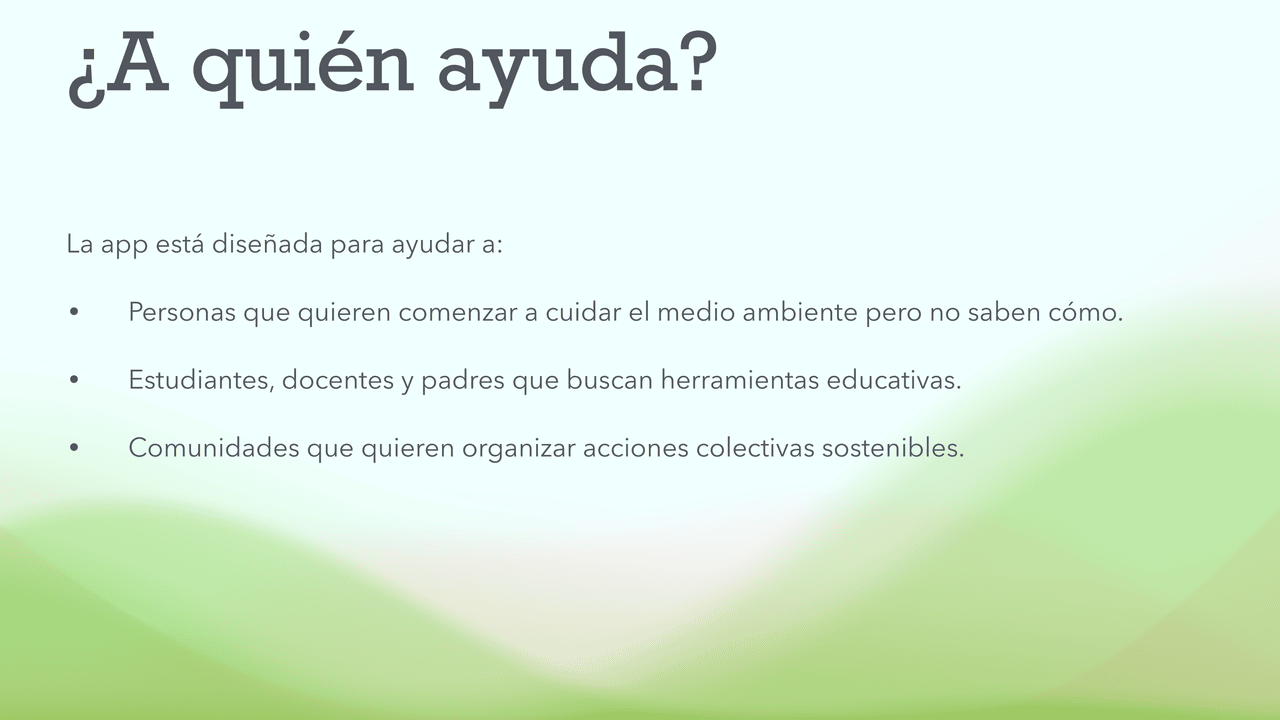 ¿A quién ayuda?
La app está diseñada para ayudar a:
• Personas que quieren comenzar a cuidar el medio ambiente pero no saben cómo.
• Estudiantes, docentes y padres que buscan herramientas educativas.
• Comunidades que quieren organizar acciones colectivas sostenibles.